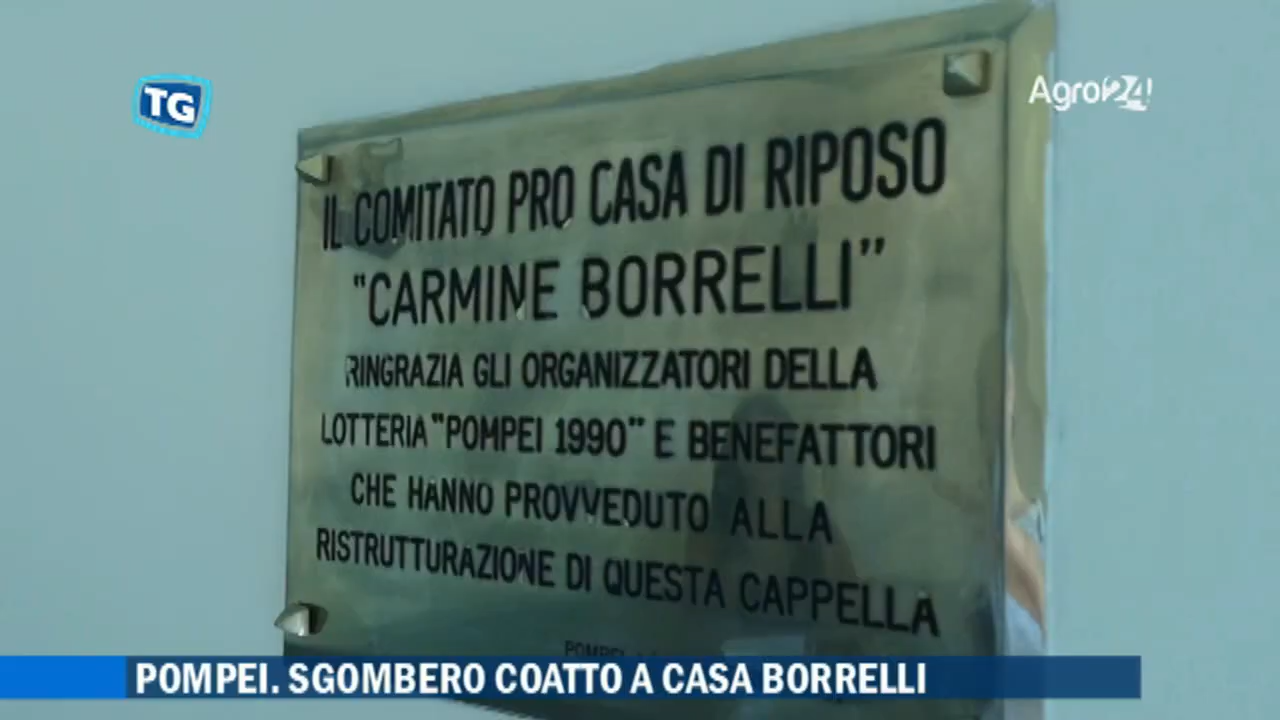 TG
Agro24
IL COMITATO PRO CASA DI RIPOSO
"CARMINE BORRELLI"
RINGRAZIA GLI ORGANIZZATORI DELLA
LOTTERIA "POMPEI 1990" E BENEFATTORI
CHE HANNO PROVVEDUTO ALLA
RISTRUTTURAZIONE DI QUESTA CAPPELLA
POMPEI
POMPEI. SGOMBERO COATTO A CASA BORRELLI